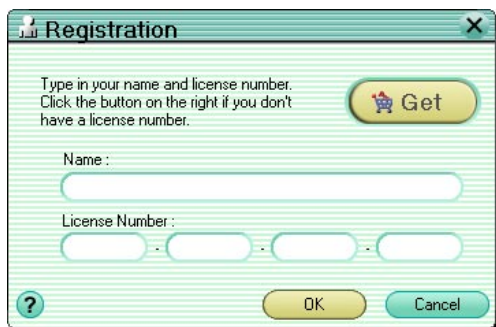 Registration
Type in your name and license number.
Click the button on the right if you don't
have a license number.
Get
Name :
License Number :
- - -
?
OK
Cancel